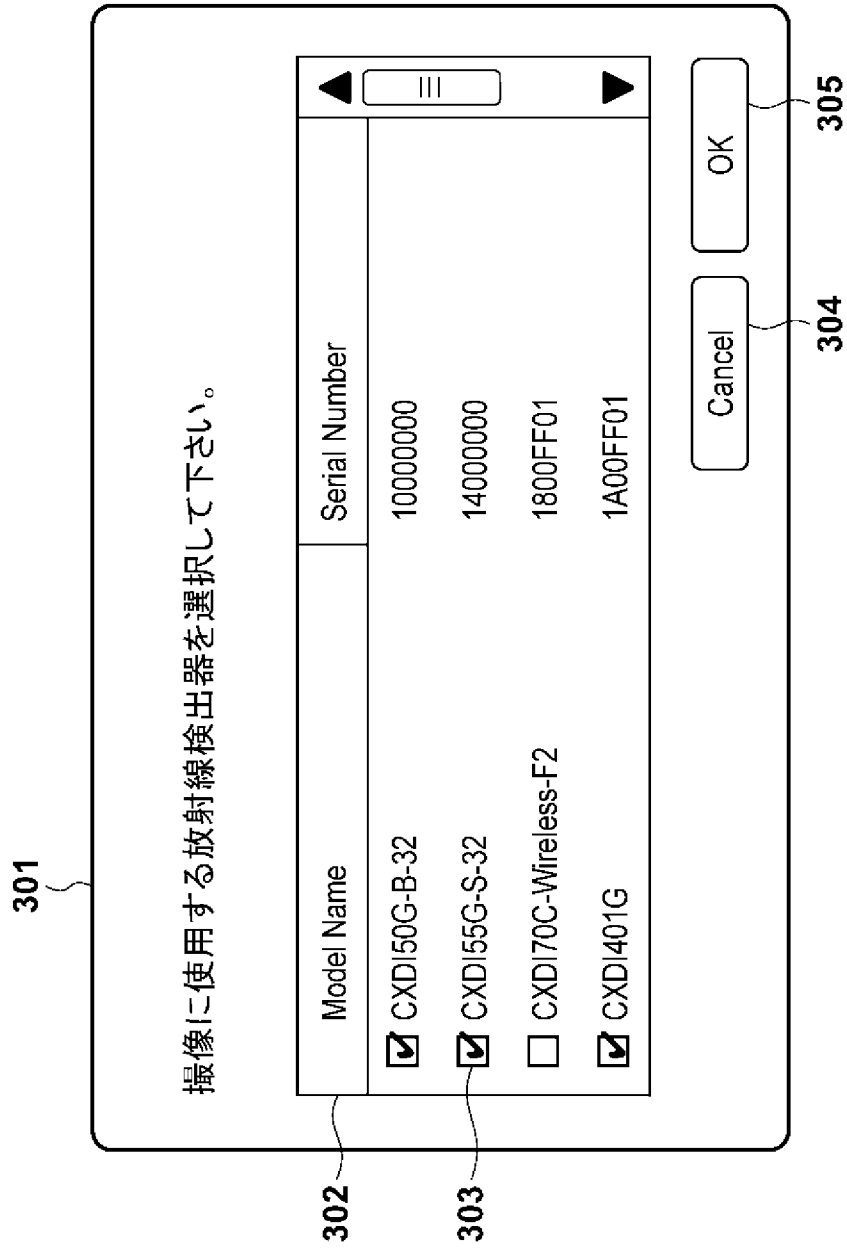 301
撮像に使用する放射線検出器を選択して下さい。
302
Model Name Serial Number
CXDI50G-B-32 10000000
303
CXDI55G-S-32 14000000
CXDI70C-Wireless-F2 1800FF01
CXDI401G 1A00FF01
Cancel OK
304 305